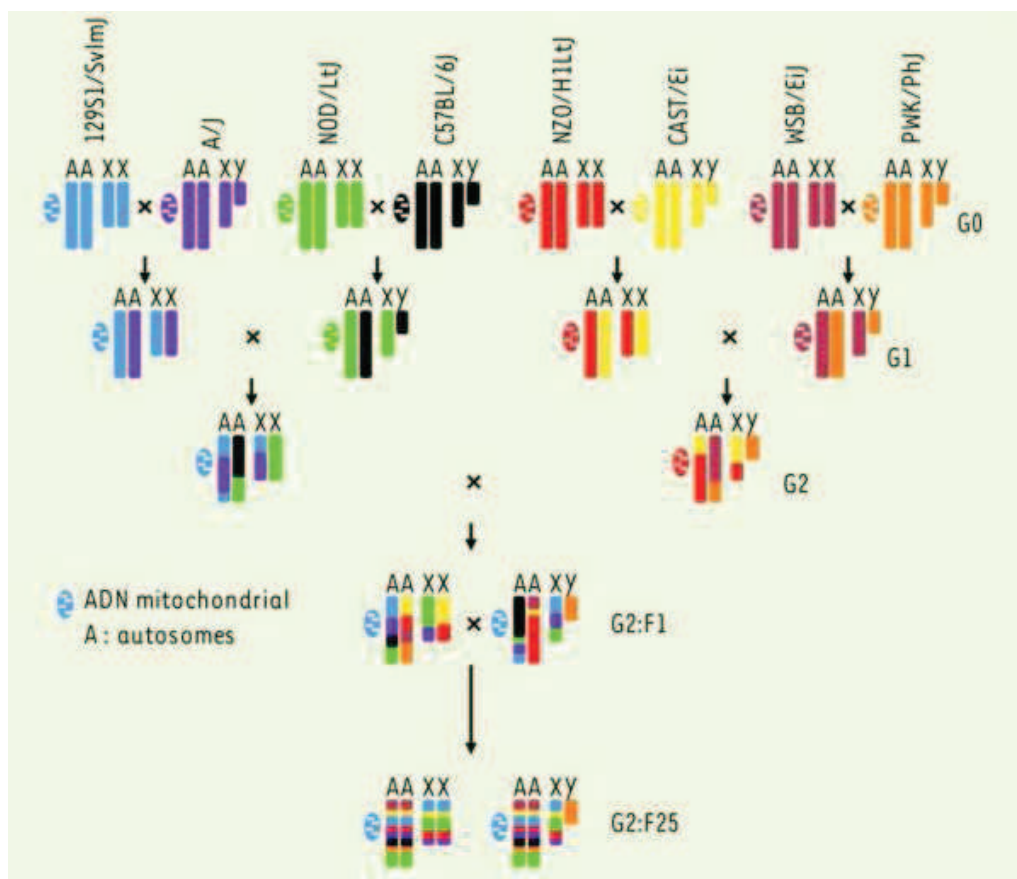 129S1/SvImJ
A/J
NOD/LtJ
C57BL/6J
NZO/H1LtJ
CAST/Ei
WSB/EiJ
PWK/PhJ
AA XX × AA Xy AA XX × AA Xy AA XX × AA Xy AA XX × AA Xy
G0
AA XX × AA Xy AA XX × AA Xy
G1
AA XX × AA Xy
G2
AA XX × AA Xy
G2:F1
ADN mitochondrial
A : autosomes
AA XX AA Xy
G2:F25